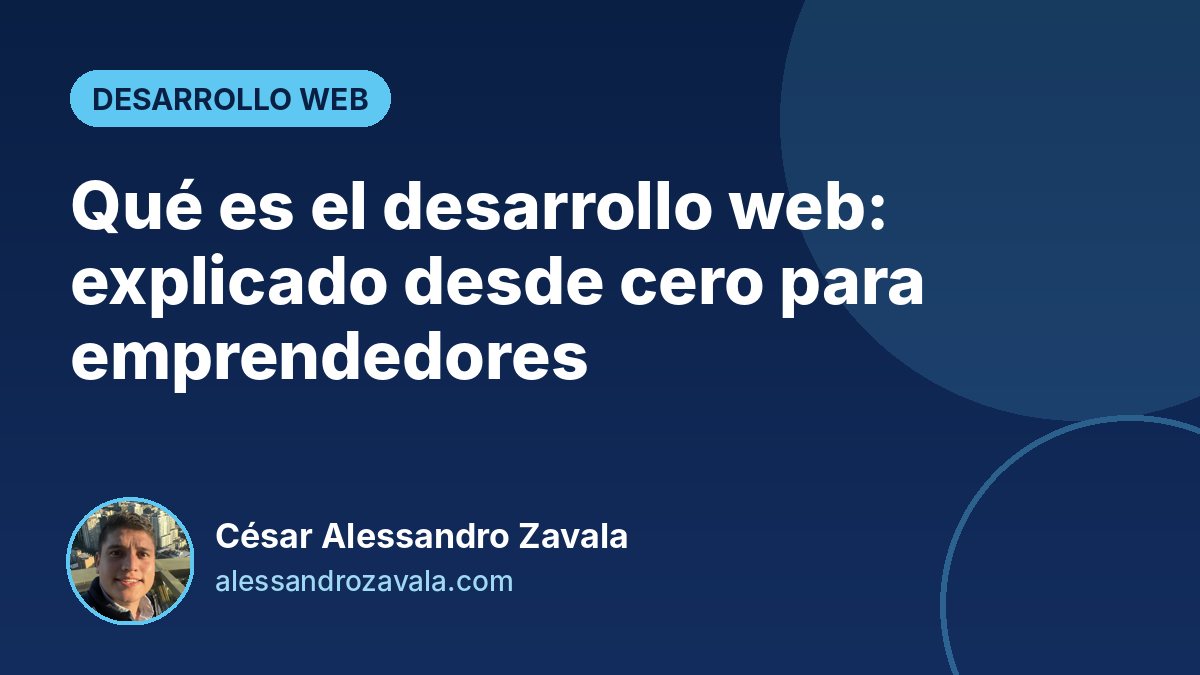 DESARROLLO WEB
Qué es el desarrollo web:
explicado desde cero para
emprendedores
César Alessandro Zavala
alessandrozavala.com